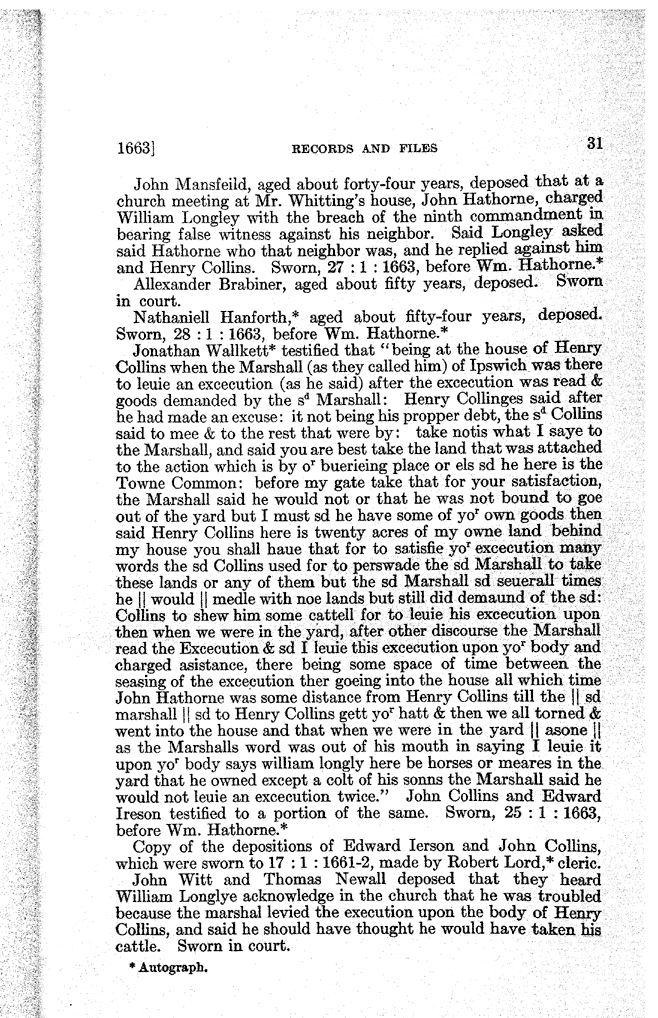 1663] RECORDS AND FILES 31
John Mansfeild, aged about forty-four years, deposed that at a
church meeting at Mr. Whitting's house, John Hathorne, charged
William Longley with the breach of the ninth commandment in
bearing false witness against his neighbor. Said Longley asked
said Hathorne who that neighbor was, and he replied against him
and Henry Collins. Sworn, 27 : 1 : 1663, before Wm. Hathorne.*
Allexander Brabiner, aged about fifty years, deposed. Sworn
in court.
Nathaniell Hanforth,* aged about fifty-four years, deposed.
Sworn, 28 : 1 : 1663, before Wm. Hathorne.*
Jonathan Wallkett* testified that "being at the house of Henry
Collins when the Marshall (as they called him) of Ipswich was there
to leuie an excecution (as he said) after the excecution was read &
goods demanded by the sᵈ Marshall: Henry Collinges said after
he had made an excuse: it not being his propper debt, the sᵈ Collins
said to mee & to the rest that were by: take notis what I saye to
the Marshall, and said you are best take the land that was attached
to the action which is by oʳ buerieing place or els sd he here is the
Towne Common: before my gate take that for your satisfaction,
the Marshall said he would not or that he was not bound to goe
out of the yard but I must sd he have some of yoʳ own goods then
said Henry Collins here is twenty acres of my owne land behind
my house you shall haue that for to satisfie yoʳ excecution many
words the sd Collins used for to perswade the sd Marshall to take
these lands or any of them but the sd Marshall sd seuerall times
he || would || medle with noe lands but still did demaund of the sd:
Collins to shew him some cattell for to leuie his excecution upon
then when we were in the yard, after other discourse the Marshall
read the Execution & sd I leuie this excecution upon yoʳ body and
charged asistance, there being some space of time between the
seasing of the excecution ther goeing into the house all which time
John Hathorne was some distance from Henry Collins till the || sd
marshall || sd to Henry Collins gett yoʳ hatt & then we all torned &
went into the house and that when we were in the yard || asone ||
as the Marshalls word was out of his mouth in saying I leuie it
upon yoʳ body says william longly here be horses or meares in the
yard that he owned except a colt of his sonns the Marshall said he
would not leuie an excecution twice." John Collins and Edward
Ireson testified to a portion of the same. Sworn, 25 : 1 : 1663,
before Wm. Hathorne.*
Copy of the depositions of Edward Ierson and John Collins,
which were sworn to 17 : 1 : 1661-2, made by Robert Lord,* cleric.
John Witt and Thomas Newall deposed that they heard
William Longlye acknowledge in the church that he was troubled
because the marshal levied the execution upon the body of Henry
Collins, and said he should have thought he would have taken his
cattle. Sworn in court.
* Autograph.